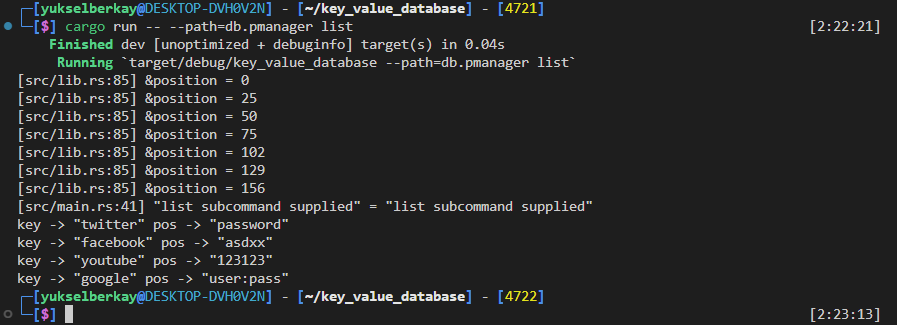 [yukselberkay@DESKTOP-DVH0V2N] - [~/key_value_database] - [4721]
[$] cargo run -- --path=db.pmanager list [2:22:21]
Finished dev [unoptimized + debuginfo] target(s) in 0.04s
Running `target/debug/key_value_database --path=db.pmanager list`
[src/lib.rs:85] &position = 0
[src/lib.rs:85] &position = 25
[src/lib.rs:85] &position = 50
[src/lib.rs:85] &position = 75
[src/lib.rs:85] &position = 102
[src/lib.rs:85] &position = 129
[src/lib.rs:85] &position = 156
[src/main.rs:41] "list subcommand supplied" = "list subcommand supplied"
key -> "twitter" pos -> "password"
key -> "facebook" pos -> "asdxx"
key -> "youtube" pos -> "123123"
key -> "google" pos -> "user:pass"
[yukselberkay@DESKTOP-DVH0V2N] - [~/key_value_database] - [4722]
[$] [2:23:13]